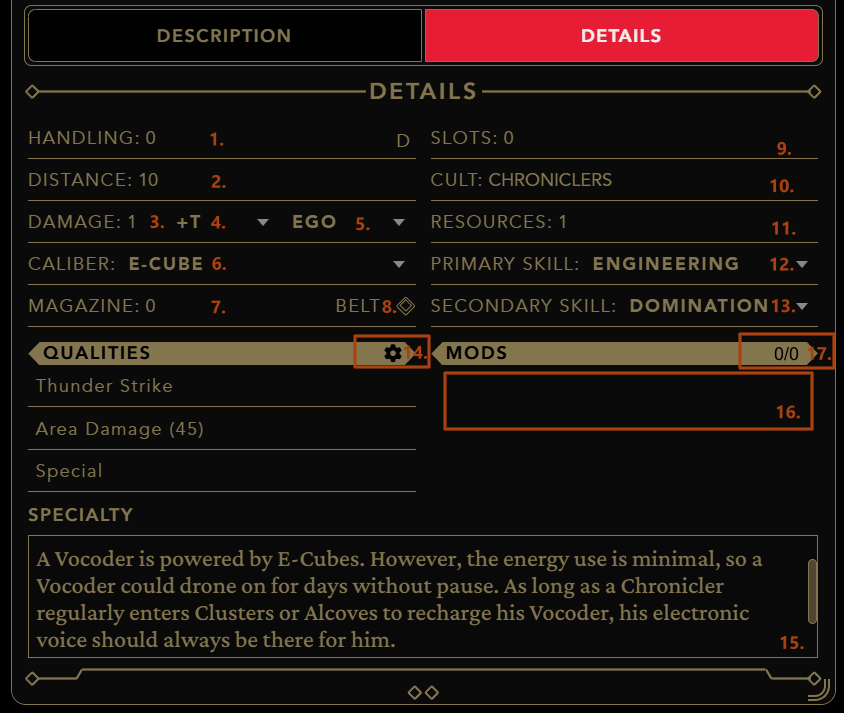 DESCRIPTION DETAILS
DETAILS
HANDLING: 0 1. D SLOTS: 0 9.
DISTANCE: 10 2. CULT: CHRONICLERS 10.
DAMAGE: 1 3. +T 4. EGO 5. RESOURCES: 1 11.
CALIBER: E-CUBE 6. PRIMARY SKILL: ENGINEERING 12.
MAGAZINE: 0 7. BELT 8. SECONDARY SKILL: DOMINATION 13.
QUALITIES 14. MODS 0/0 17.
Thunder Strike
16.
Area Damage (45)
Special
SPECIALTY
A Vocoder is powered by E-Cubes. However, the energy use is minimal, so a
Vocoder could drone on for days without pause. As long as a Chronicler
regularly enters Clusters or Alcoves to recharge his Vocoder, his electronic
voice should always be there for him. 15.